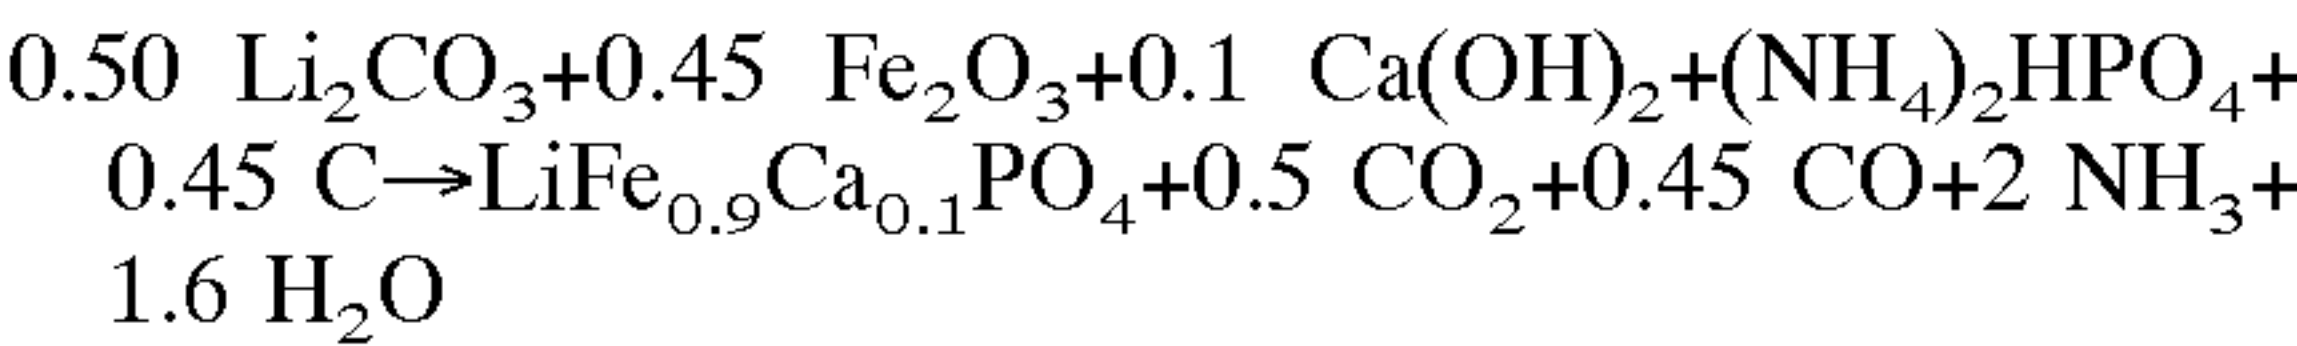 0.50 Li₂CO₃+0.45 Fe₂O₃+0.1 Ca(OH)₂+(NH₄)₂HPO₄+
0.45 C→LiFe₀.₉Ca₀.₁PO₄+0.5 CO₂+0.45 CO+2 NH₃+
1.6 H₂O